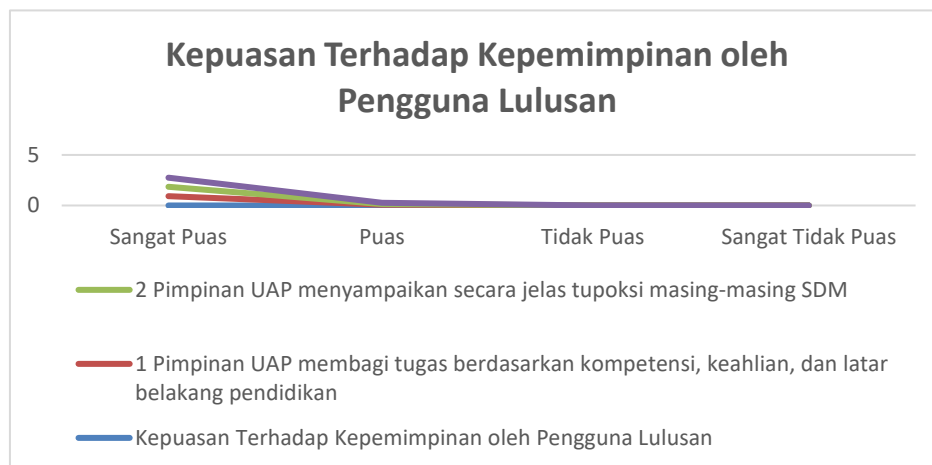 Kepuasan Terhadap Kepemimpinan oleh
Pengguna Lulusan
5
0
Sangat Puas
Puas
Tidak Puas
Sangat Tidak Puas
2 Pimpinan UAP menyampaikan secara jelas tupoksi masing-masing SDM
1 Pimpinan UAP membagi tugas berdasarkan kompetensi, keahlian, dan latar
belakang pendidikan
Kepuasan Terhadap Kepemimpinan oleh Pengguna Lulusan